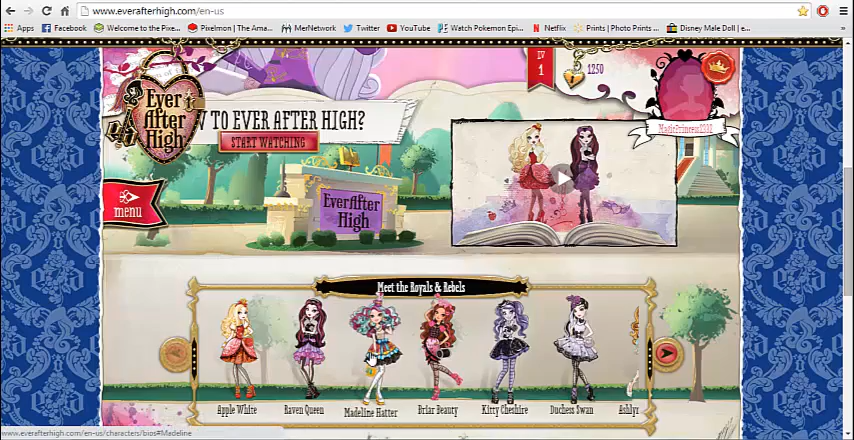 www.everafterhigh.com/en-us
Apps Facebook Welcome to the Pixe... Pixelmon | The Ama... MerNetwork Twitter YouTube Watch Pokemon Epi... Netflix Prints | Photo Prints ... Disney Male Doll | e...
LV
1
1250
Ever
After
High
W TO EVER AFTER HIGH?
START WATCHING
menu
EverAfter
High
Meet the Royals & Rebels
Apple White Raven Queen Madeline Hatter Briar Beauty Kitty Cheshire Duchess Swan Ashlyn
www.everafterhigh.com/en-us/characters/bios#Madeline